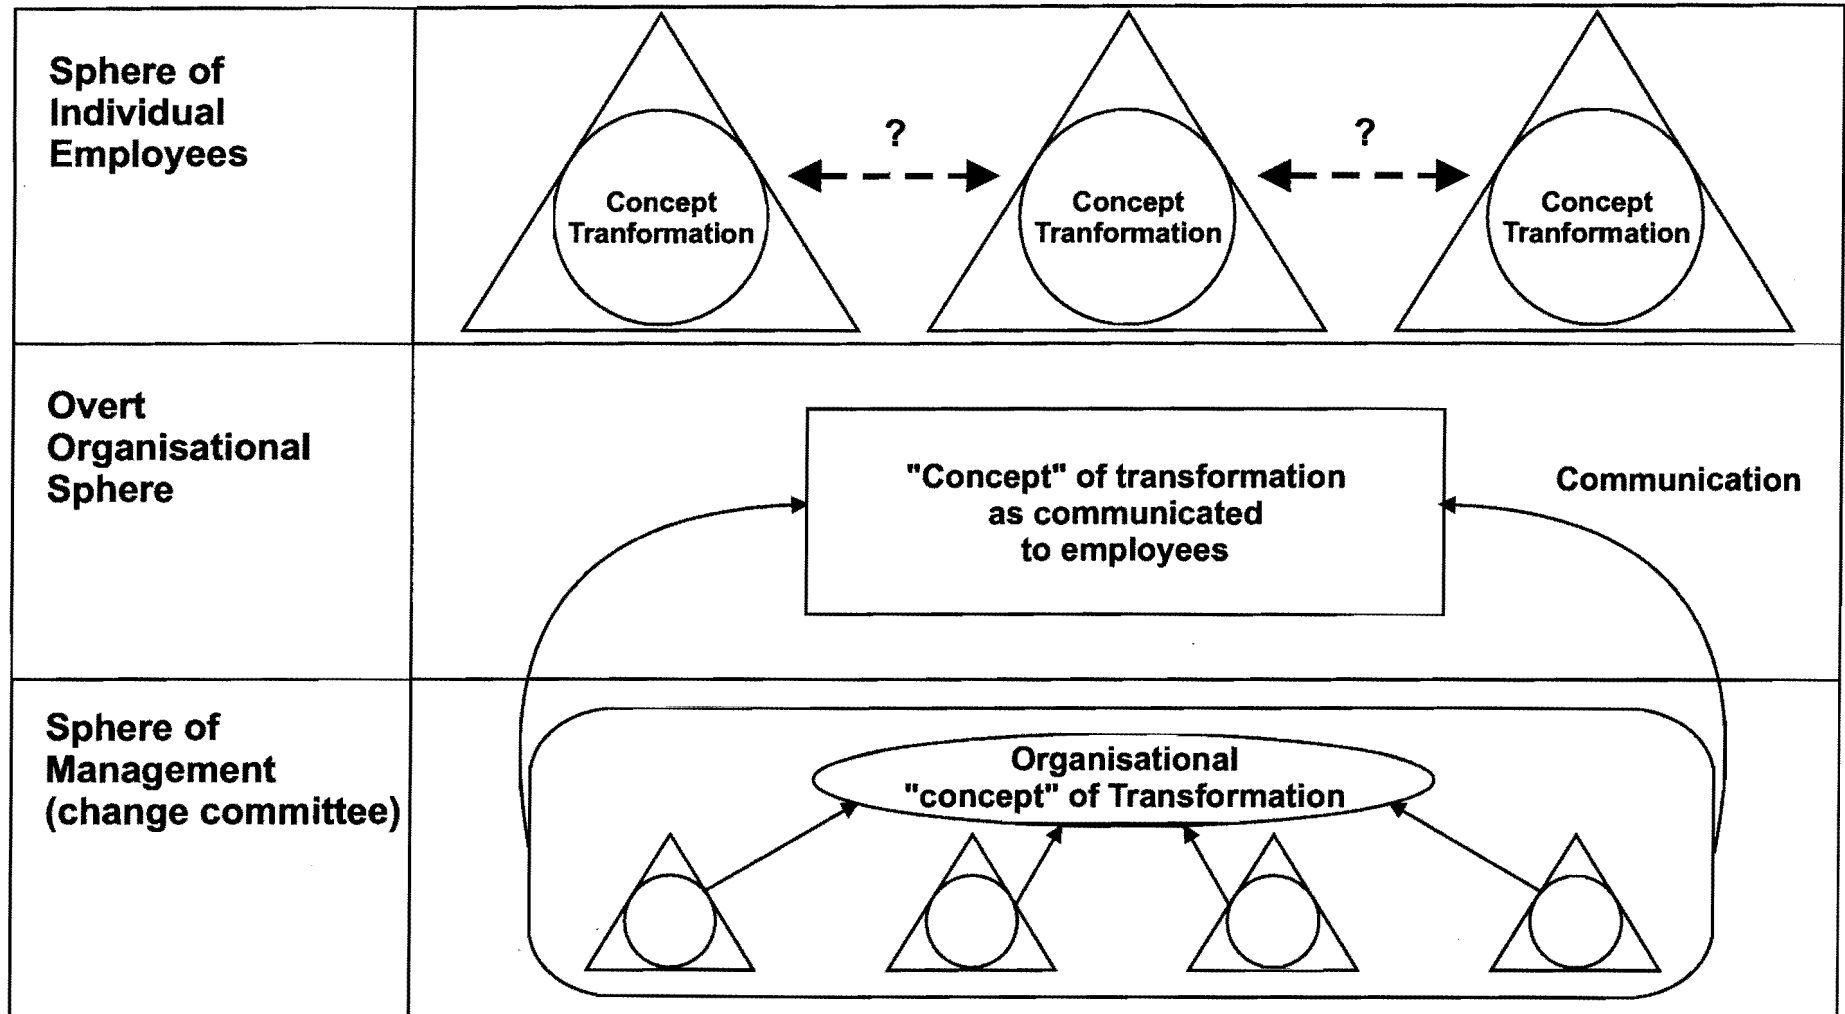 Sphere of
Individual
Employees
?
?
Concept
Tranformation
Concept
Tranformation
Concept
Tranformation
Overt
Organisational
Sphere
"Concept" of transformation
as communicated
to employees
Communication
Sphere of
Management
(change committee)
Organisational
"concept" of Transformation